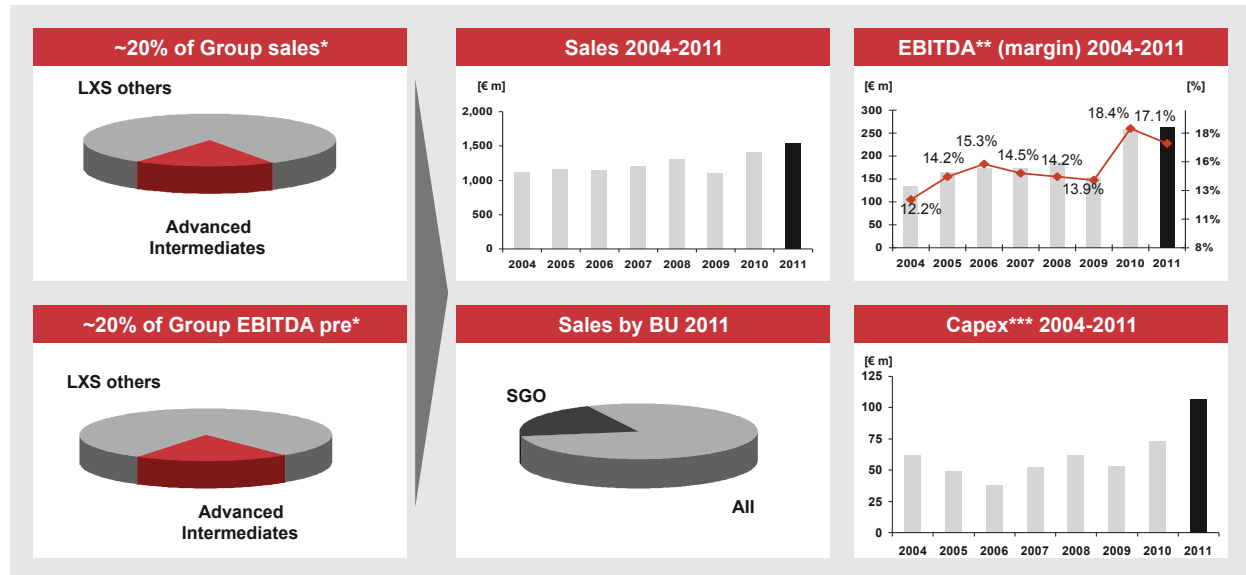 ~20% of Group sales*
LXS others
Advanced
Intermediates
~20% of Group EBITDA pre*
LXS others
Advanced
Intermediates
Sales 2004-2011
[€ m]
2,000
1,500
1,000
500
0
2004 2005 2006 2007 2008 2009 2010 2011
Sales by BU 2011
SGO
All
EBITDA** (margin) 2004-2011
[€ m] [%]
300
250
200
150
100
50
0
18%
16%
13%
11%
8%
12.2% 14.2% 15.3% 14.5% 14.2% 13.9% 18.4% 17.1%
2004 2005 2006 2007 2008 2009 2010 2011
Capex*** 2004-2011
[€ m]
125
100
75
50
25
0
2004 2005 2006 2007 2008 2009 2010 2011